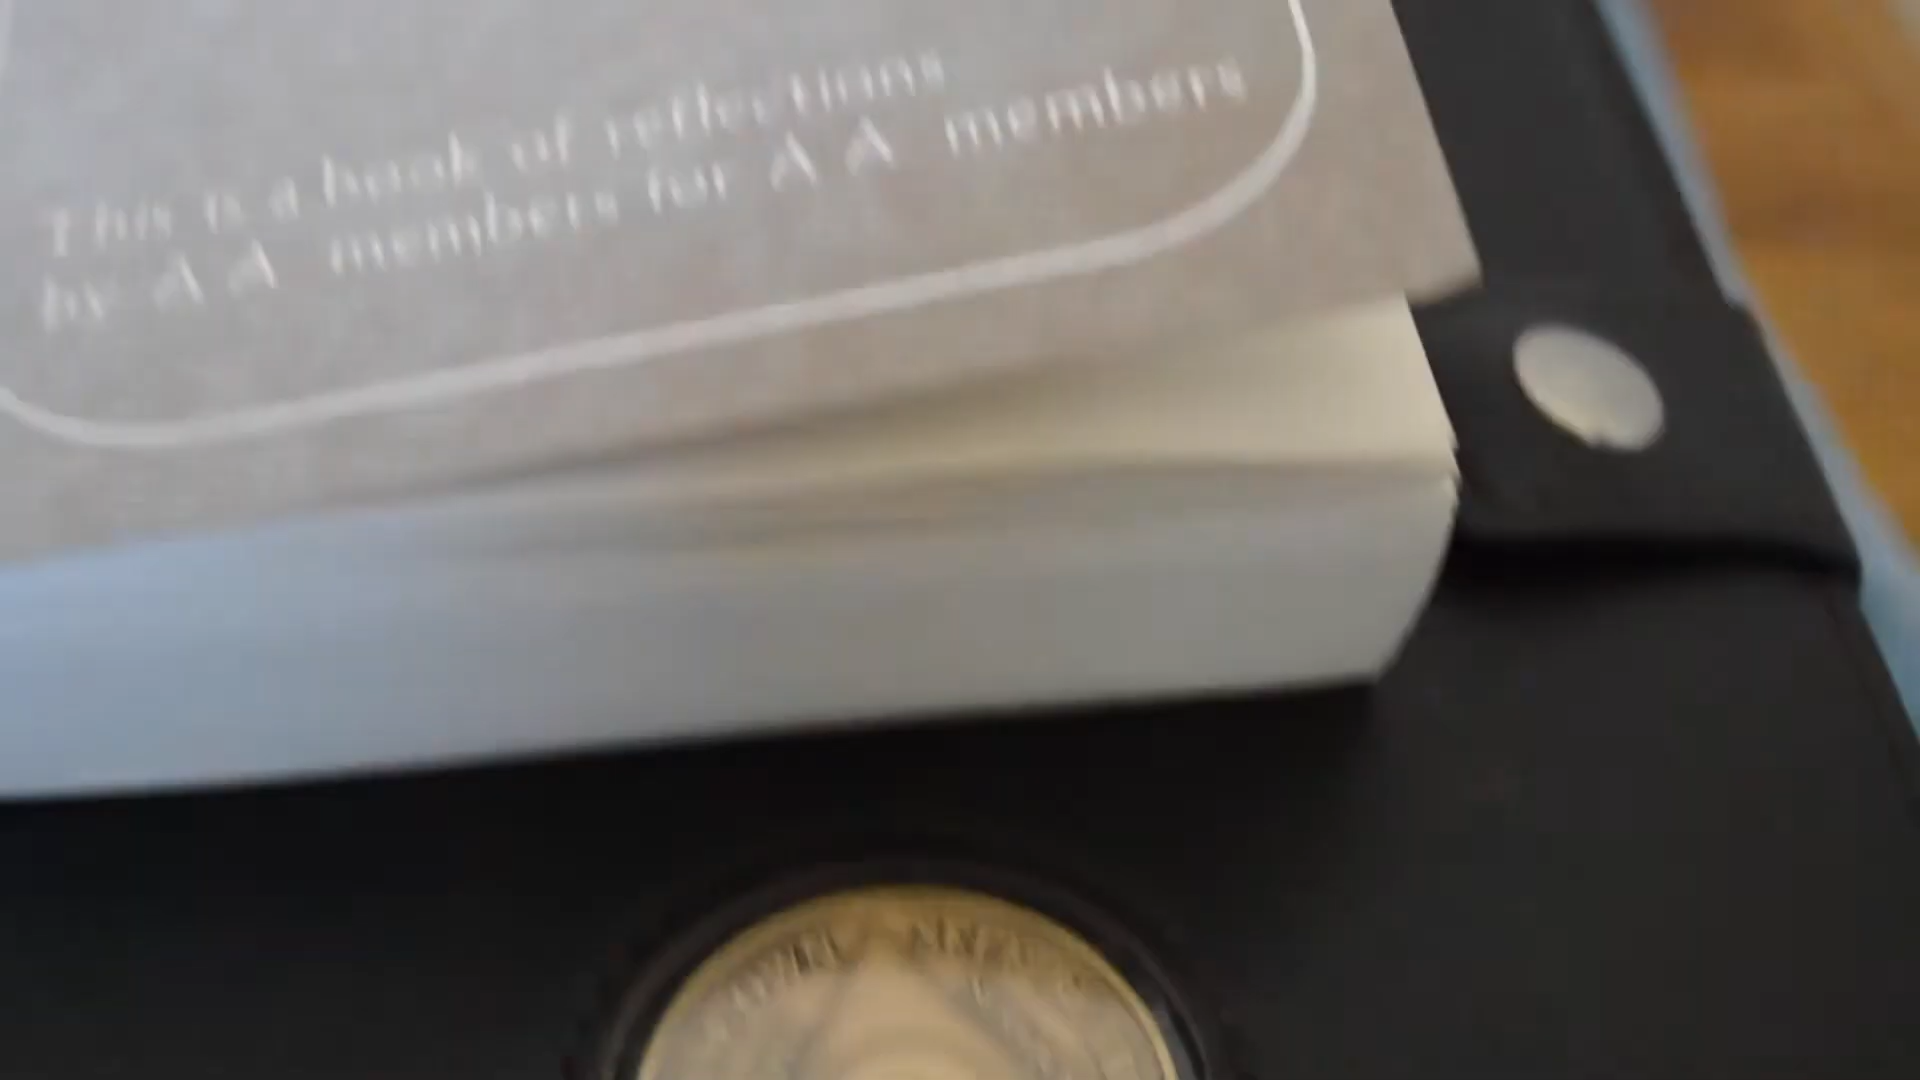 This is a book of reflections
by A A members for A A members